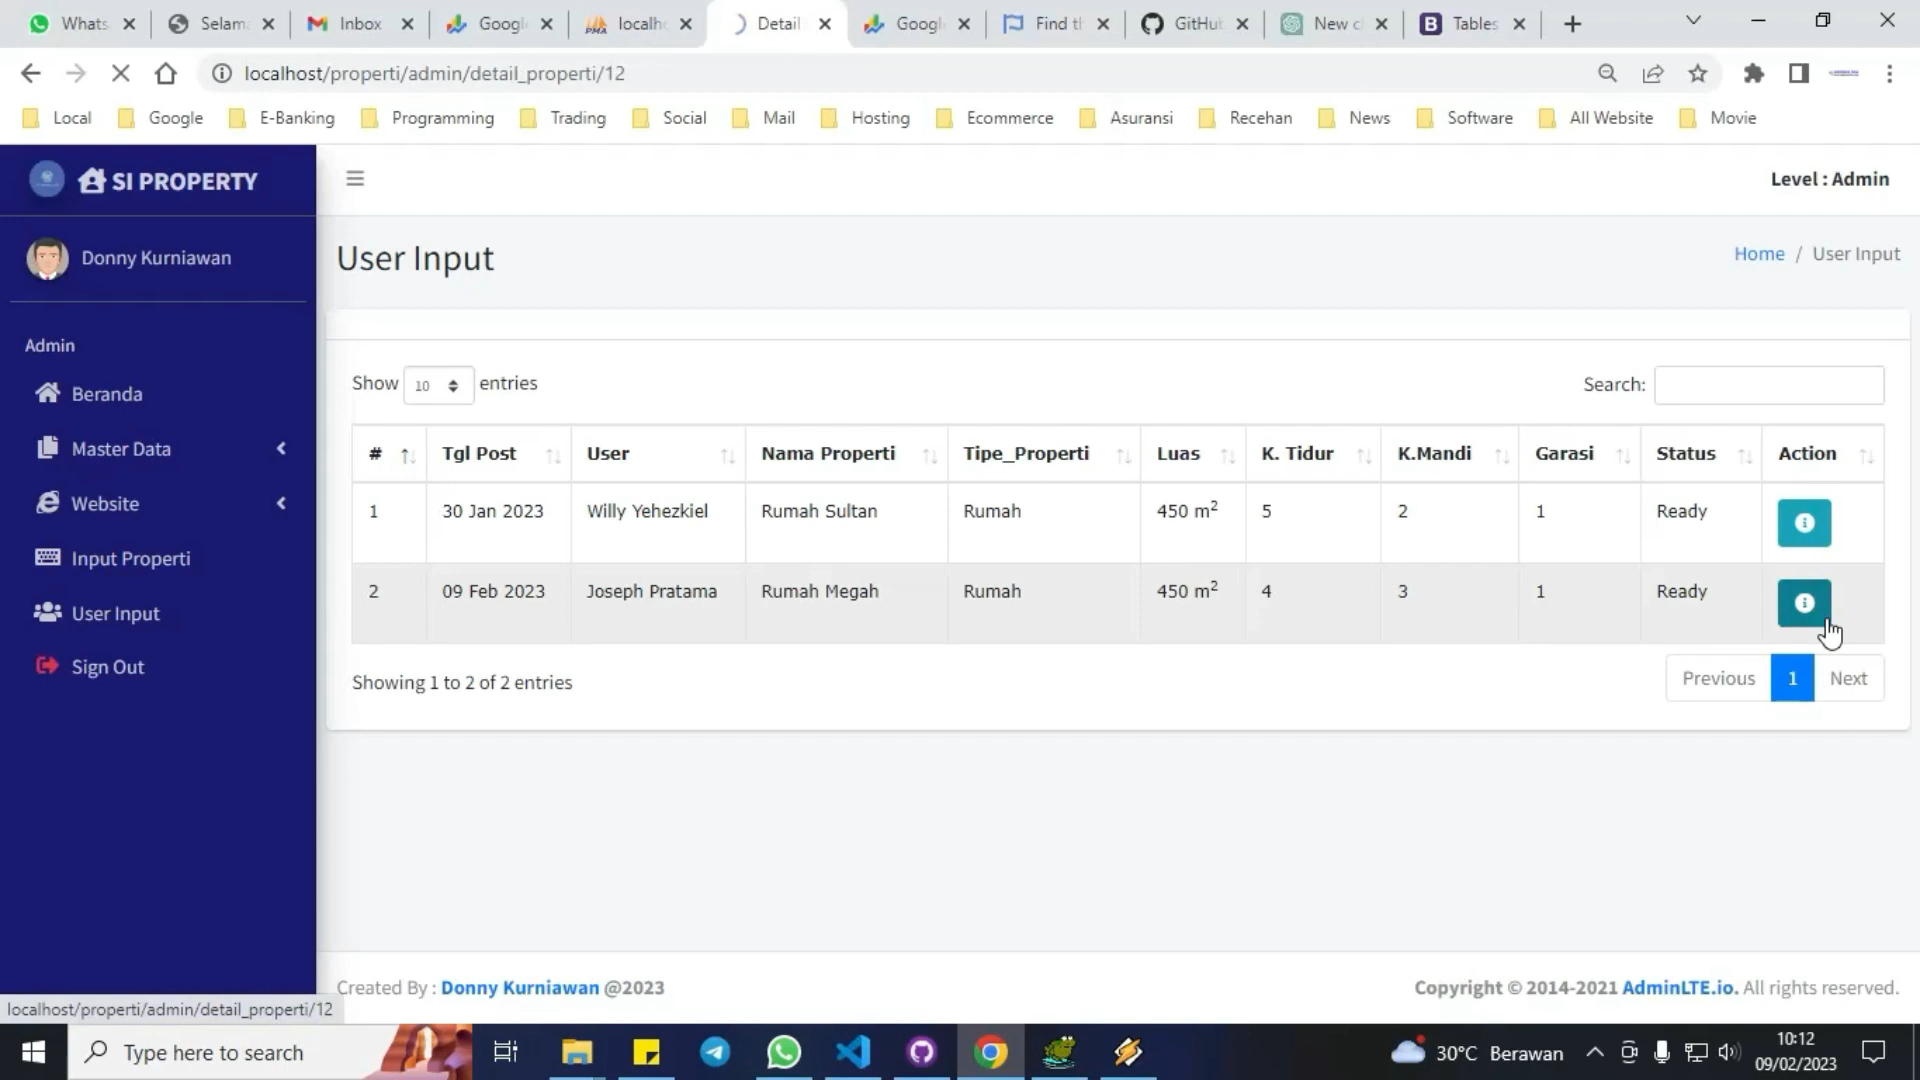 Whats Selam Inbox Googl localh Detail Googl Find th GitHu New c Tables
localhost/properti/admin/detail_properti/12
Local Google E-Banking Programming Trading Social Mail Hosting Ecommerce Asuransi Recehan News Software All Website Movie
SI PROPERTY
Level : Admin
Donny Kurniawan
User Input
Home / User Input
Admin
Beranda
Master Data
Website
Input Properti
User Input
Sign Out
Show 10 entries
Search:
# Tgl Post User Nama Properti Tipe_Properti Luas K. Tidur K.Mandi Garasi Status Action
1 30 Jan 2023 Willy Yehezkiel Rumah Sultan Rumah 450 m² 5 2 1 Ready
2 09 Feb 2023 Joseph Pratama Rumah Megah Rumah 450 m² 4 3 1 Ready
Showing 1 to 2 of 2 entries
Previous 1 Next
Created By : Donny Kurniawan @2023
Copyright © 2014-2021 AdminLTE.io. All rights reserved.
localhost/properti/admin/detail_properti/12
Type here to search
30°C Berawan
10:12
09/02/2023